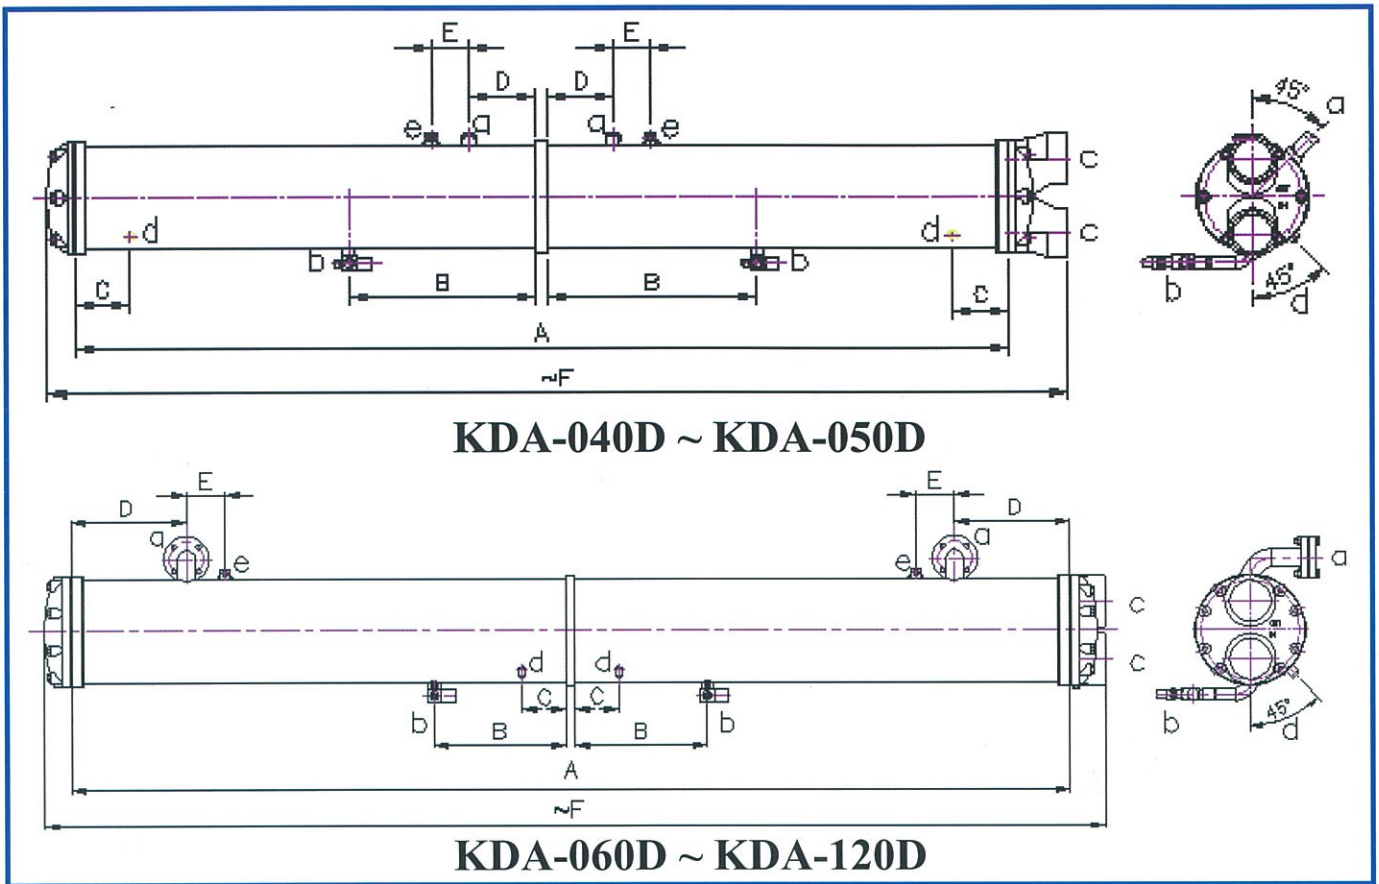 E E
D D
e a a e
c
d d c
b b
C B B C
A
~F
45°
a
b 45° d
KDA-040D ~ KDA-050D
E E
D D
a a
e e
c
d d c
C C
b B B b
A
~F
a
b 45° d
KDA-060D ~ KDA-120D